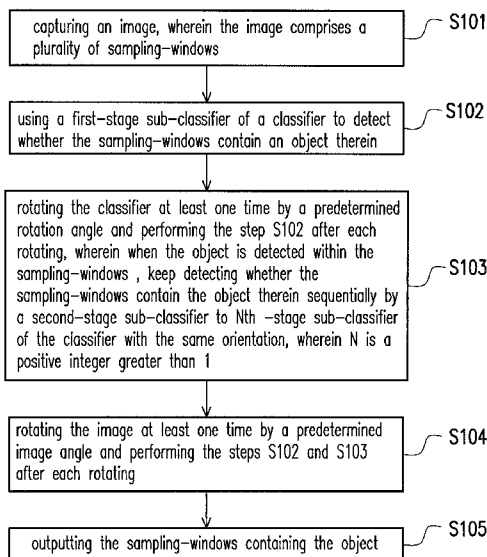 capturing an image, wherein the image comprises a
plurality of sampling-windows
S101
using a first-stage sub-classifier of a classifier to detect
whether the sampling-windows contain an object therein
S102
rotating the classifier at least one time by a predetermined
rotation angle and performing the step S102 after each
rotating, wherein when the object is detected within the
sampling-windows , keep detecting whether the
sampling-windows contain the object therein sequentially by
a second-stage sub-classifier to Nth -stage sub-classifier
of the classifier with the same orientation, wherein N is a
positive integer greater than 1
S103
rotating the image at least one time by a predetermined
image angle and performing the steps S102 and S103
after each rotating
S104
outputting the sampling-windows containing the object
S105